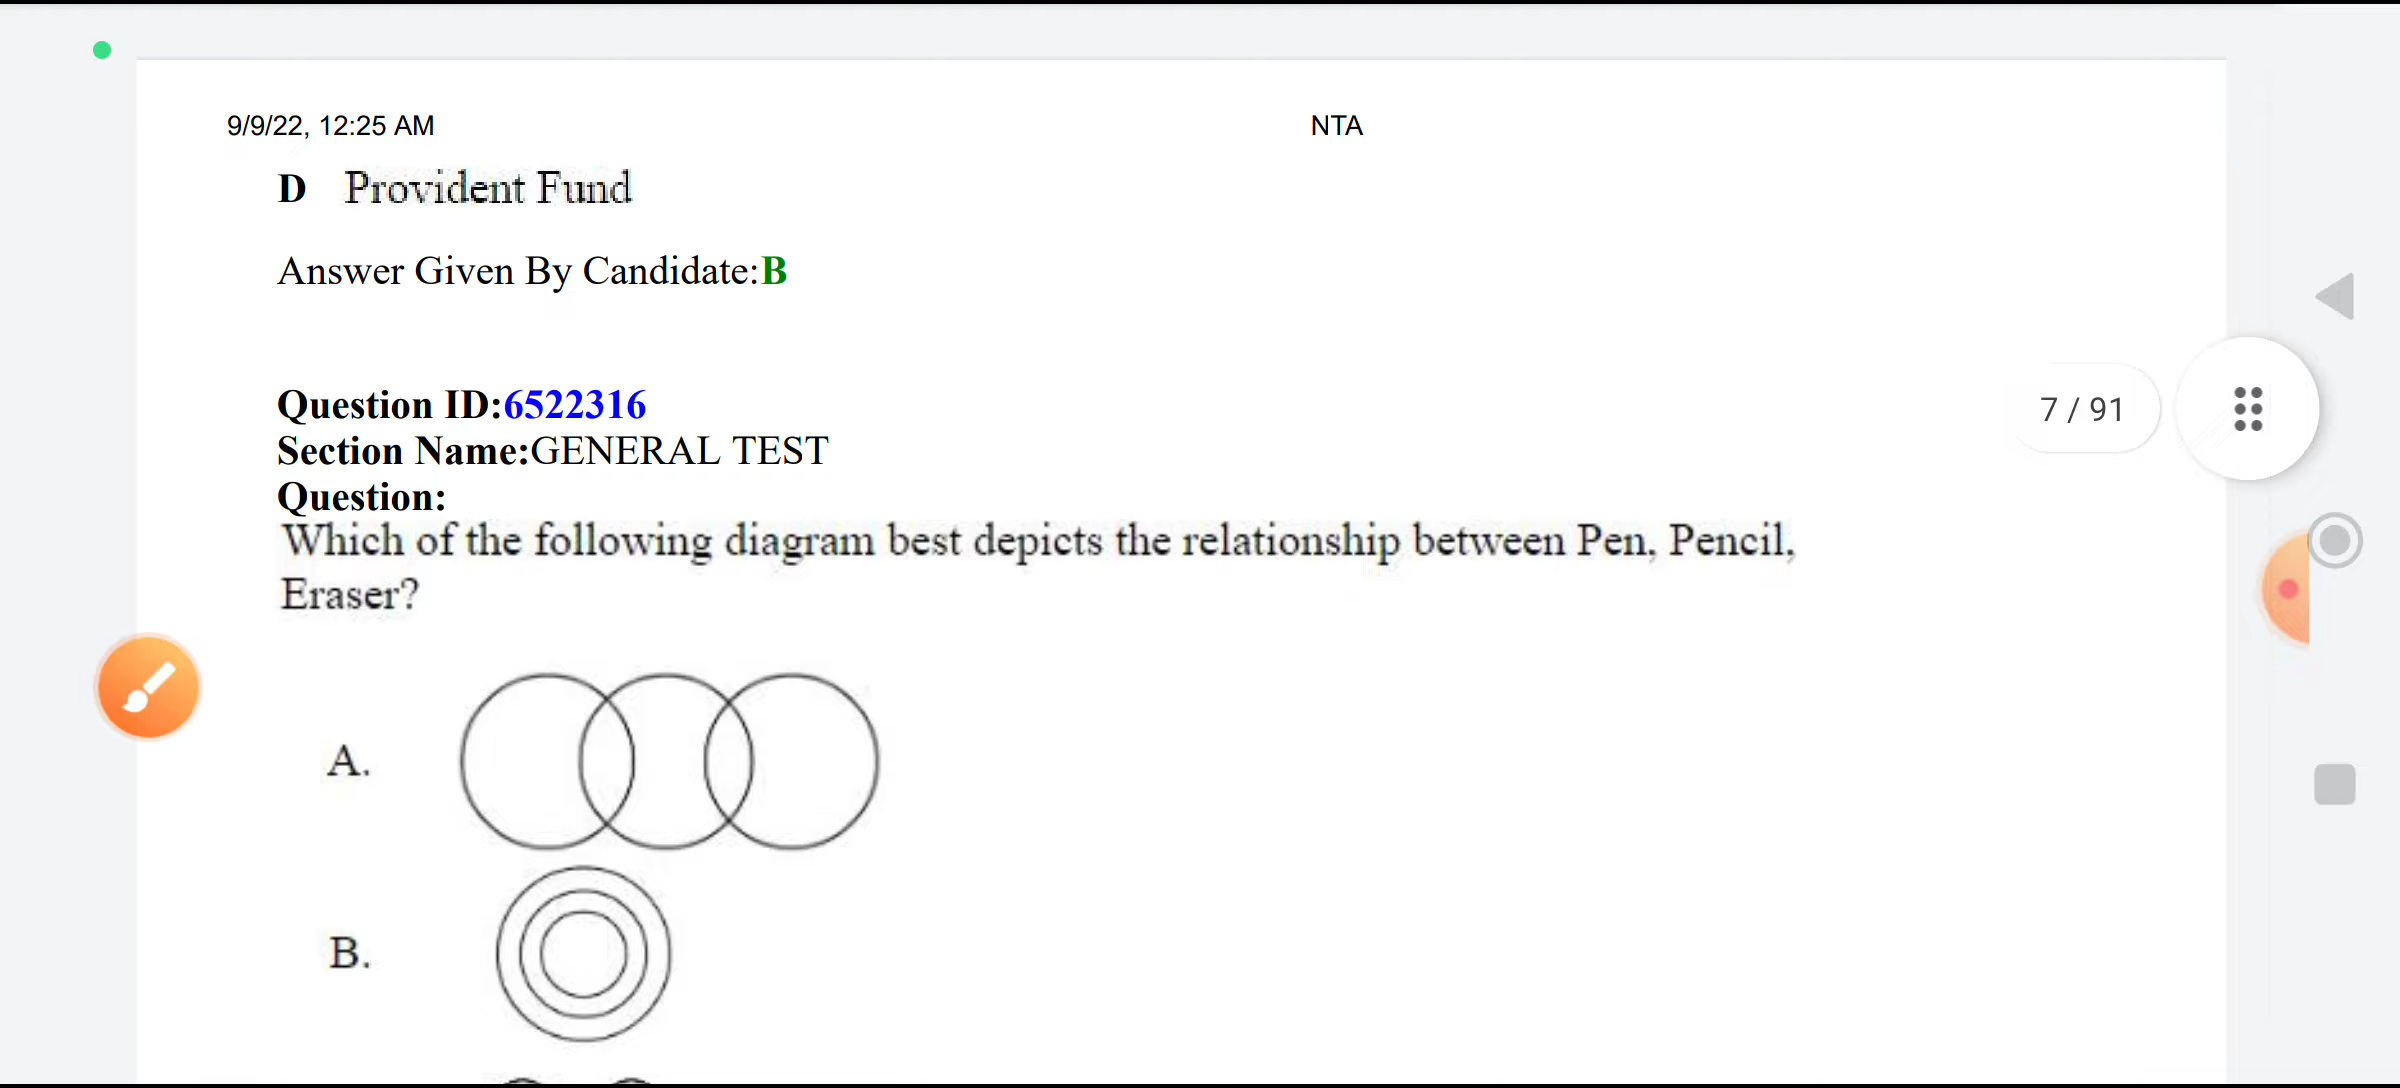 9/9/22, 12:25 AM NTA
D Provident Fund
Answer Given By Candidate:B
Question ID:6522316
Section Name:GENERAL TEST
Question:
Which of the following diagram best depicts the relationship between Pen, Pencil,
Eraser?
7 / 91
A.
B.